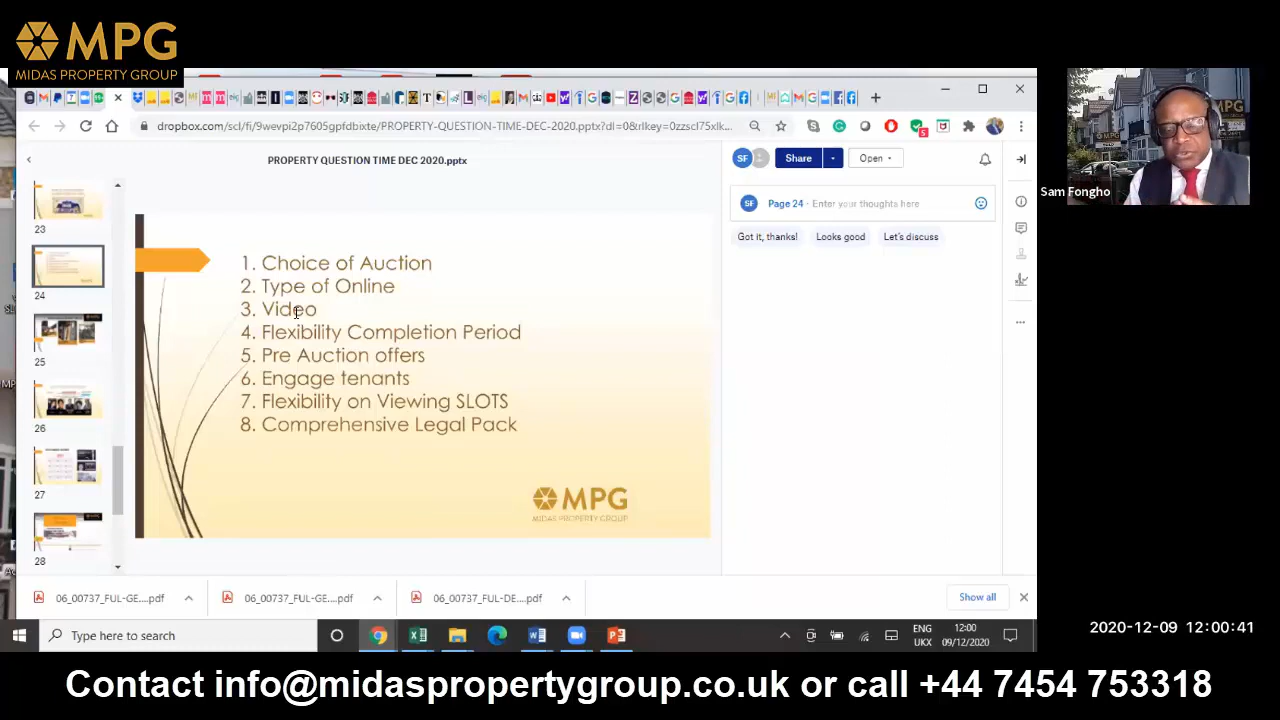 MPG
MIDAS PROPERTY GROUP
dropbox.com/scl/fi/9wevpi2p7605gpfdbixte/PROPERTY-QUESTION-TIME-DEC-2020.pptx?dl=0&rlkey=0zzscl75xlk...
PROPERTY QUESTION TIME DEC 2020.pptx
SF
Share
Open
SF
Page 24
Enter your thoughts here
Got it, thanks!
Looks good
Let's discuss
Sam Fongho
23
24
25
26
27
28
1. Choice of Auction
2. Type of Online
3. Video
4. Flexibility Completion Period
5. Pre Auction offers
6. Engage tenants
7. Flexibility on Viewing SLOTS
8. Comprehensive Legal Pack
MPG
MIDAS PROPERTY GROUP
06_00737_FUL-GE....pdf
06_00737_FUL-GE....pdf
06_00737_FUL-DE....pdf
Show all
Type here to search
ENG
UKX
12:00
09/12/2020
2020-12-09 12:00:41
Contact info@midaspropertygroup.co.uk or call +44 7454 753318